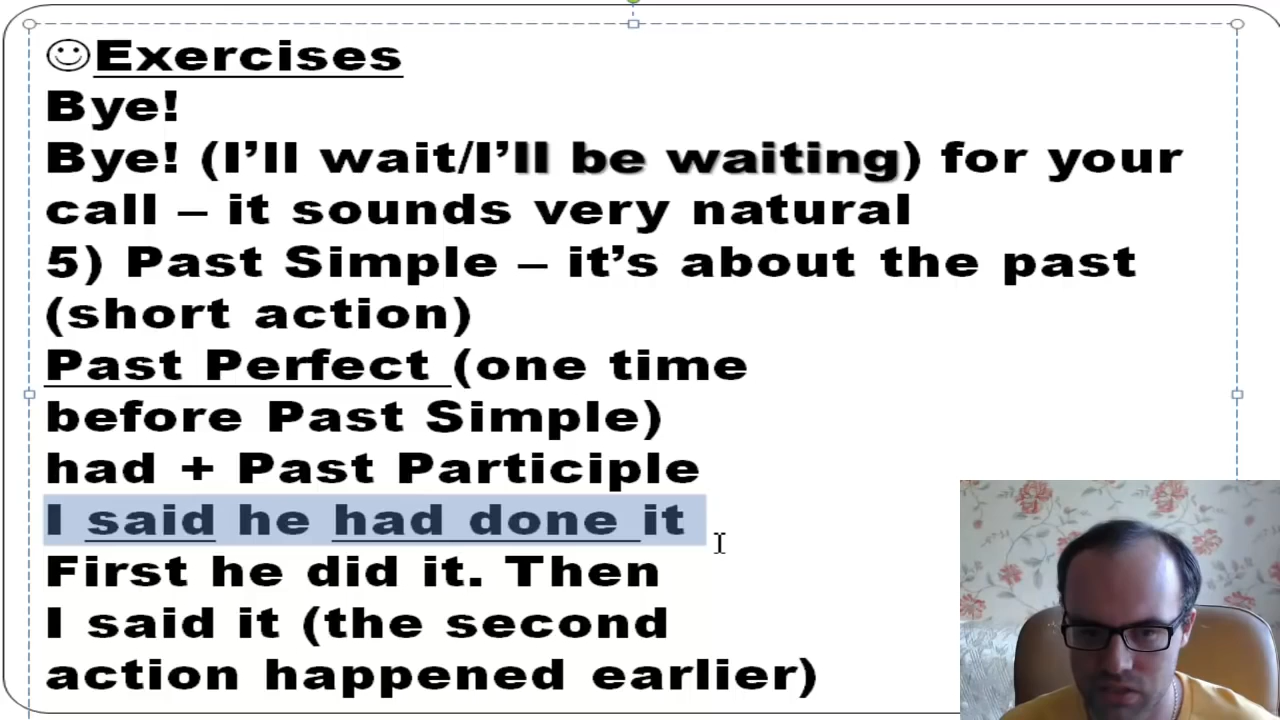 ☺Exercises
Bye!
Bye! (I’ll wait/I’ll be waiting) for your
call – it sounds very natural
5) Past Simple – it’s about the past
(short action)
Past Perfect (one time
before Past Simple)
had + Past Participle
I said he had done it
First he did it. Then
I said it (the second
action happened earlier)